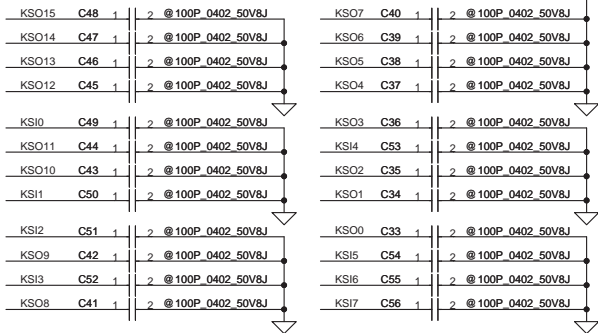 KSO15 C48 1 2 @100P_0402_50V8J
KSO14 C47 1 2 @100P_0402_50V8J
KSO13 C46 1 2 @100P_0402_50V8J
KSO12 C45 1 2 @100P_0402_50V8J
KSI0 C49 1 2 @100P_0402_50V8J
KSO11 C44 1 2 @100P_0402_50V8J
KSO10 C43 1 2 @100P_0402_50V8J
KSI1 C50 1 2 @100P_0402_50V8J
KSI2 C51 1 2 @100P_0402_50V8J
KSO9 C42 1 2 @100P_0402_50V8J
KSI3 C52 1 2 @100P_0402_50V8J
KSO8 C41 1 2 @100P_0402_50V8J
KSO7 C40 1 2 @100P_0402_50V8J
KSO6 C39 1 2 @100P_0402_50V8J
KSO5 C38 1 2 @100P_0402_50V8J
KSO4 C37 1 2 @100P_0402_50V8J
KSO3 C36 1 2 @100P_0402_50V8J
KSI4 C53 1 2 @100P_0402_50V8J
KSO2 C35 1 2 @100P_0402_50V8J
KSO1 C34 1 2 @100P_0402_50V8J
KSO0 C33 1 2 @100P_0402_50V8J
KSI5 C54 1 2 @100P_0402_50V8J
KSI6 C55 1 2 @100P_0402_50V8J
KSI7 C56 1 2 @100P_0402_50V8J